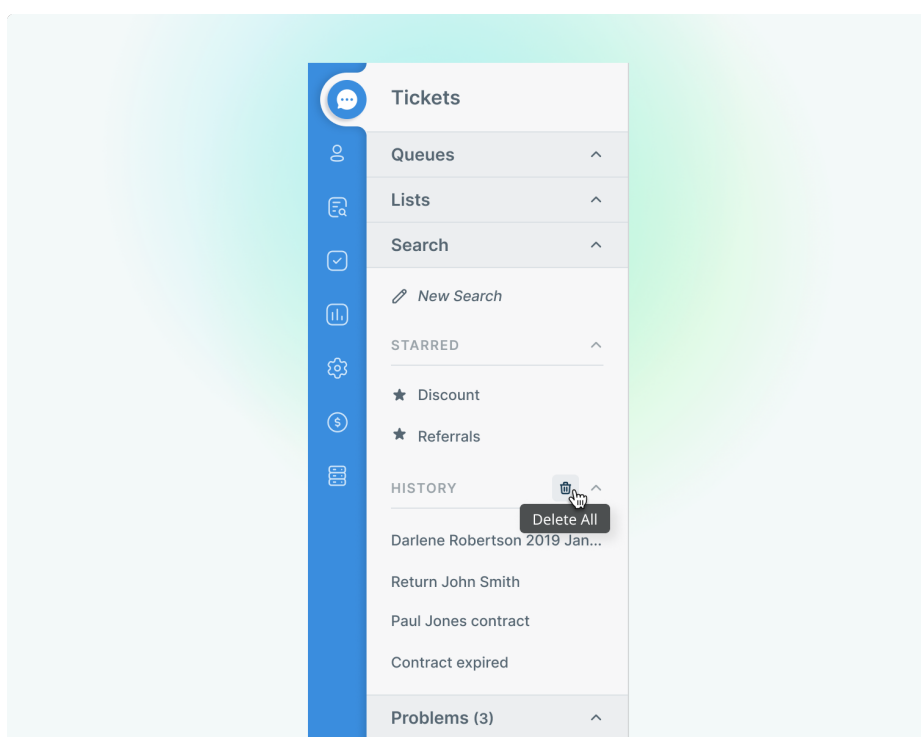 Tickets
Queues
Lists
Search
New Search
STARRED
Discount
Referrals
HISTORY
Delete All
Darlene Robertson 2019 Jan...
Return John Smith
Paul Jones contract
Contract expired
Problems (3)